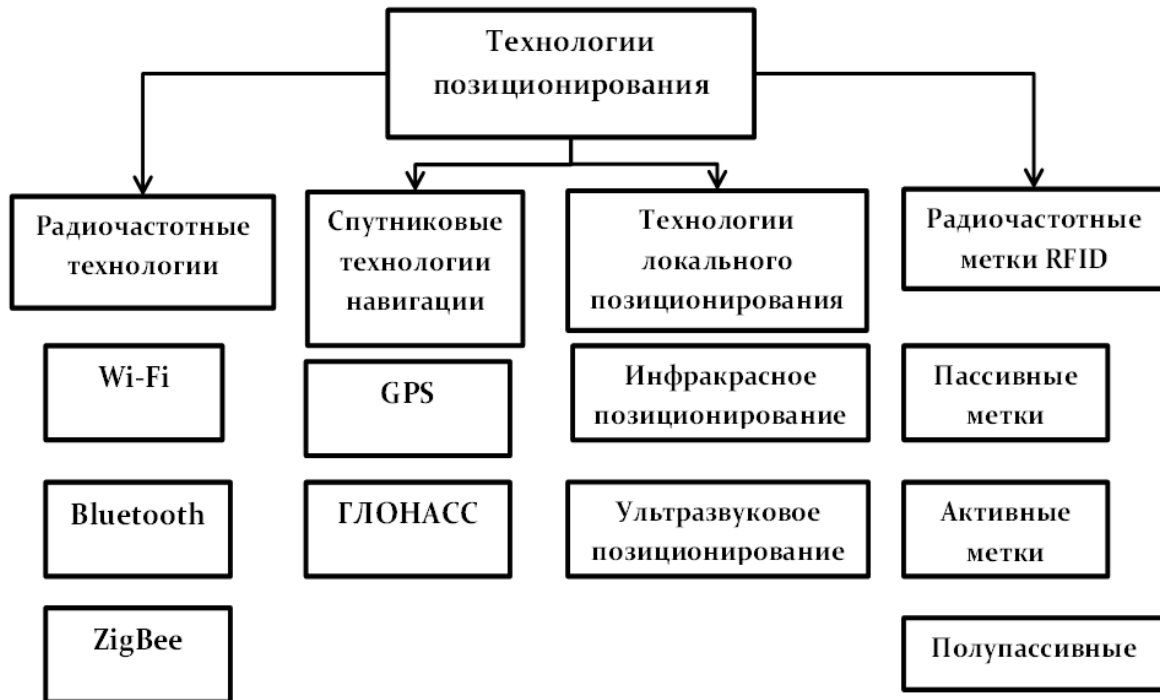 Технологии
позиционирования
Радиочастотные
технологии
Спутниковые
технологии
навигации
Технологии
локального
позиционирования
Радиочастотные
метки RFID
Wi-Fi
GPS
Инфракрасное
позиционирование
Пассивные
метки
Bluetooth
ГЛОНАСС
Ультразвуковое
позиционирование
Активные
метки
ZigBee
Полупассивные